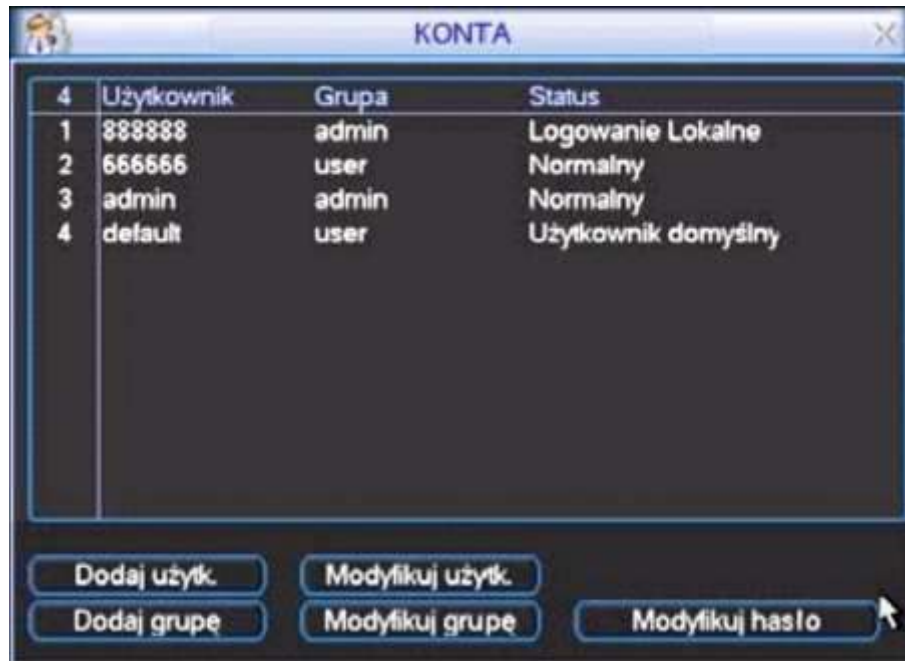 KONTA
4 Użytkownik Grupa Status
1 888888 admin Logowanie Lokalne
2 666666 user Normalny
3 admin admin Normalny
4 default user Użytkownik domyślny
Dodaj użytk. Modyfikuj użytk.
Dodaj grupę Modyfikuj grupę Modyfikuj hasło